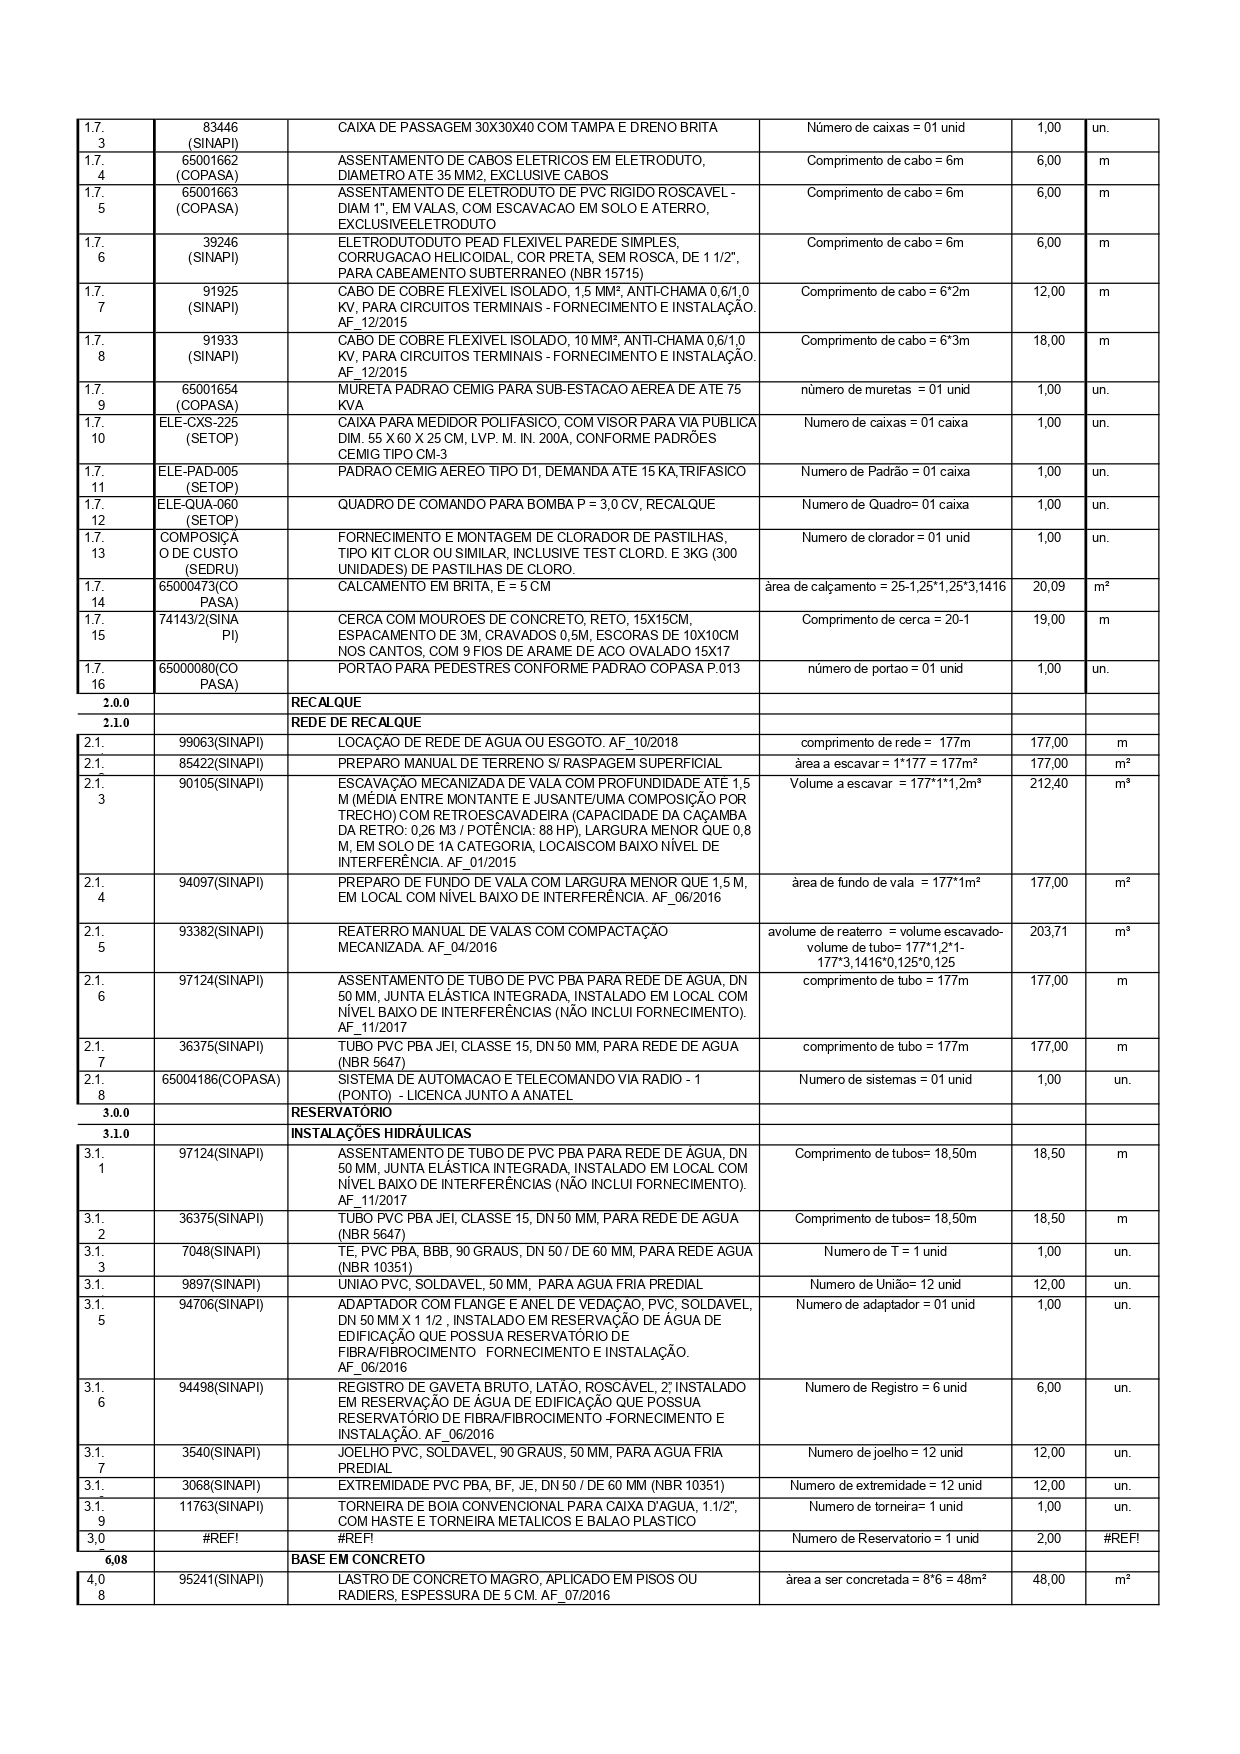 1.7.3 83446 (SINAPI) CAIXA DE PASSAGEM 30X30X40 COM TAMPA E DRENO BRITA Número de caixas = 01 unid 1,00 un.
1.7.4 65001662 (COPASA) ASSENTAMENTO DE CABOS ELETRICOS EM ELETRODUTO, Comprimento de cabo = 6m 6,00 m
DIAMETRO ATE 35 MM2, EXCLUSIVE CABOS
1.7.5 65001663 (COPASA) ASSENTAMENTO DE ELETRODUTO DE PVC RIGIDO ROSCAVEL - Comprimento de cabo = 6m 6,00 m
DIAM 1", EM VALAS, COM ESCAVACAO EM SOLO E ATERRO,
EXCLUSIVEELETRODUTO
1.7.6 39246 (SINAPI) ELETRODUTODUTO PEAD FLEXIVEL PAREDE SIMPLES, Comprimento de cabo = 6m 6,00 m
CORRUGACAO HELICOIDAL, COR PRETA, SEM ROSCA, DE 1 1/2",
PARA CABEAMENTO SUBTERRANEO (NBR 15715)
1.7.7 91925 (SINAPI) CABO DE COBRE FLEXÍVEL ISOLADO, 1,5 MM², ANTI-CHAMA 0,6/1,0 Comprimento de cabo = 6*2m 12,00 m
KV, PARA CIRCUITOS TERMINAIS - FORNECIMENTO E INSTALAÇÃO.
AF_12/2015
1.7.8 91933 (SINAPI) CABO DE COBRE FLEXÍVEL ISOLADO, 10 MM², ANTI-CHAMA 0,6/1,0 Comprimento de cabo = 6*3m 18,00 m
KV, PARA CIRCUITOS TERMINAIS - FORNECIMENTO E INSTALAÇÃO.
AF_12/2015
1.7.9 65001654 (COPASA) MURETA PADRAO CEMIG PARA SUB-ESTACAO AEREA DE ATE 75 nùmero de muretas = 01 unid 1,00 un.
KVA
1.7.10 ELE-CXS-225 (SETOP) CAIXA PARA MEDIDOR POLIFÁSICO, COM VISOR PARA VIA PÚBLICA Numero de caixas = 01 caixa 1,00 un.
DIM. 55 X 60 X 25 CM, LVP. M. IN. 200A, CONFORME PADRÕES
CEMIG TIPO CM-3
1.7.11 ELE-PAD-005 (SETOP) PADRÃO CEMIG AÉREO TIPO D1, DEMANDA ATÉ 15 KA,TRIFÁSICO Numero de Padrão = 01 caixa 1,00 un.
1.7.12 ELE-QUA-060 (SETOP) QUADRO DE COMANDO PARA BOMBA P = 3,0 CV, RECALQUE Numero de Quadro= 01 caixa 1,00 un.
1.7.13 COMPOSIÇÃO DE CUSTO (SEDRU) FORNECIMENTO E MONTAGEM DE CLORADOR DE PASTILHAS, Numero de clorador = 01 unid 1,00 un.
TIPO KIT CLOR OU SIMILAR, INCLUSIVE TEST CLORD. E 3KG (300
UNIDADES) DE PASTILHAS DE CLORO.
1.7.14 65000473(COPASA) CALCAMENTO EM BRITA, E = 5 CM àrea de calçamento = 25-1,25*1,25*3,1416 20,09 m²
1.7.15 74143/2(SINAPI) CERCA COM MOUROES DE CONCRETO, RETO, 15X15CM, Comprimento de cerca = 20-1 19,00 m
ESPACAMENTO DE 3M, CRAVADOS 0,5M, ESCORAS DE 10X10CM
NOS CANTOS, COM 9 FIOS DE ARAME DE ACO OVALADO 15X17
1.7.16 65000080(COPASA) PORTAO PARA PEDESTRES CONFORME PADRAO COPASA P.013 número de portao = 01 unid 1,00 un.
2.0.0 RECALQUE
2.1.0 REDE DE RECALQUE
2.1. 99063(SINAPI) LOCAÇÃO DE REDE DE ÁGUA OU ESGOTO. AF_10/2018 comprimento de rede = 177m 177,00 m
2.1. 85422(SINAPI) PREPARO MANUAL DE TERRENO S/ RASPAGEM SUPERFICIAL àrea a escavar = 1*177 = 177m² 177,00 m²
2.1.3 90105(SINAPI) ESCAVAÇÃO MECANIZADA DE VALA COM PROFUNDIDADE ATÉ 1,5 Volume a escavar = 177*1*1,2m³ 212,40 m³
M (MÉDIA ENTRE MONTANTE E JUSANTE/UMA COMPOSIÇÃO POR
TRECHO) COM RETROESCAVADEIRA (CAPACIDADE DA CAÇAMBA
DA RETRO: 0,26 M3 / POTÊNCIA: 88 HP), LARGURA MENOR QUE 0,8
M, EM SOLO DE 1A CATEGORIA, LOCAISCOM BAIXO NÍVEL DE
INTERFERÊNCIA. AF_01/2015
2.1.4 94097(SINAPI) PREPARO DE FUNDO DE VALA COM LARGURA MENOR QUE 1,5 M, àrea de fundo de vala = 177*1m² 177,00 m²
EM LOCAL COM NÍVEL BAIXO DE INTERFERÊNCIA. AF_06/2016
2.1.5 93382(SINAPI) REATERRO MANUAL DE VALAS COM COMPACTAÇÃO avolume de reaterro = volume escavado- 203,71 m³
MECANIZADA. AF_04/2016 volume de tubo= 177*1,2*1-
177*3,1416*0,125*0,125
2.1.6 97124(SINAPI) ASSENTAMENTO DE TUBO DE PVC PBA PARA REDE DE ÁGUA, DN comprimento de tubo = 177m 177,00 m
50 MM, JUNTA ELÁSTICA INTEGRADA, INSTALADO EM LOCAL COM
NÍVEL BAIXO DE INTERFERÊNCIAS (NÃO INCLUI FORNECIMENTO).
AF_11/2017
2.1.7 36375(SINAPI) TUBO PVC PBA JEI, CLASSE 15, DN 50 MM, PARA REDE DE AGUA comprimento de tubo = 177m 177,00 m
(NBR 5647)
2.1.8 65004186(COPASA) SISTEMA DE AUTOMACAO E TELECOMANDO VIA RADIO - 1 Numero de sistemas = 01 unid 1,00 un.
(PONTO) - LICENCA JUNTO A ANATEL
3.0.0 RESERVATÓRIO
3.1.0 INSTALAÇÕES HIDRÁULICAS
3.1.1 97124(SINAPI) ASSENTAMENTO DE TUBO DE PVC PBA PARA REDE DE ÁGUA, DN Comprimento de tubos= 18,50m 18,50 m
50 MM, JUNTA ELÁSTICA INTEGRADA, INSTALADO EM LOCAL COM
NÍVEL BAIXO DE INTERFERÊNCIAS (NÃO INCLUI FORNECIMENTO).
AF_11/2017
3.1.2 36375(SINAPI) TUBO PVC PBA JEI, CLASSE 15, DN 50 MM, PARA REDE DE AGUA Comprimento de tubos= 18,50m 18,50 m
(NBR 5647)
3.1.3 7048(SINAPI) TE, PVC PBA, BBB, 90 GRAUS, DN 50 / DE 60 MM, PARA REDE AGUA Numero de T = 1 unid 1,00 un.
(NBR 10351)
3.1. 9897(SINAPI) UNIAO PVC, SOLDAVEL, 50 MM, PARA AGUA FRIA PREDIAL Numero de União= 12 unid 12,00 un.
3.1.5 94706(SINAPI) ADAPTADOR COM FLANGE E ANEL DE VEDAÇÃO, PVC, SOLDÁVEL, Numero de adaptador = 01 unid 1,00 un.
DN 50 MM X 1 1/2 , INSTALADO EM RESERVAÇÃO DE ÁGUA DE
EDIFICAÇÃO QUE POSSUA RESERVATÓRIO DE
FIBRA/FIBROCIMENTO FORNECIMENTO E INSTALAÇÃO.
AF_06/2016
3.1.6 94498(SINAPI) REGISTRO DE GAVETA BRUTO, LATÃO, ROSCÁVEL, 2", INSTALADO Numero de Registro = 6 unid 6,00 un.
EM RESERVAÇÃO DE ÁGUA DE EDIFICAÇÃO QUE POSSUA
RESERVATÓRIO DE FIBRA/FIBROCIMENTO -FORNECIMENTO E
INSTALAÇÃO. AF_06/2016
3.1.7 3540(SINAPI) JOELHO PVC, SOLDAVEL, 90 GRAUS, 50 MM, PARA AGUA FRIA Numero de joelho = 12 unid 12,00 un.
PREDIAL
3.1. 3068(SINAPI) EXTREMIDADE PVC PBA, BF, JE, DN 50 / DE 60 MM (NBR 10351) Numero de extremidade = 12 unid 12,00 un.
3.1.9 11763(SINAPI) TORNEIRA DE BOIA CONVENCIONAL PARA CAIXA D'AGUA, 1.1/2", Numero de torneira= 1 unid 1,00 un.
COM HASTE E TORNEIRA METALICOS E BALAO PLASTICO
3,0 #REF! #REF! Numero de Reservatorio = 1 unid 2,00 #REF!
6,08 BASE EM CONCRETO
4,08 95241(SINAPI) LASTRO DE CONCRETO MAGRO, APLICADO EM PISOS OU àrea a ser concretada = 8*6 = 48m² 48,00 m²
RADIERS, ESPESSURA DE 5 CM. AF_07/2016